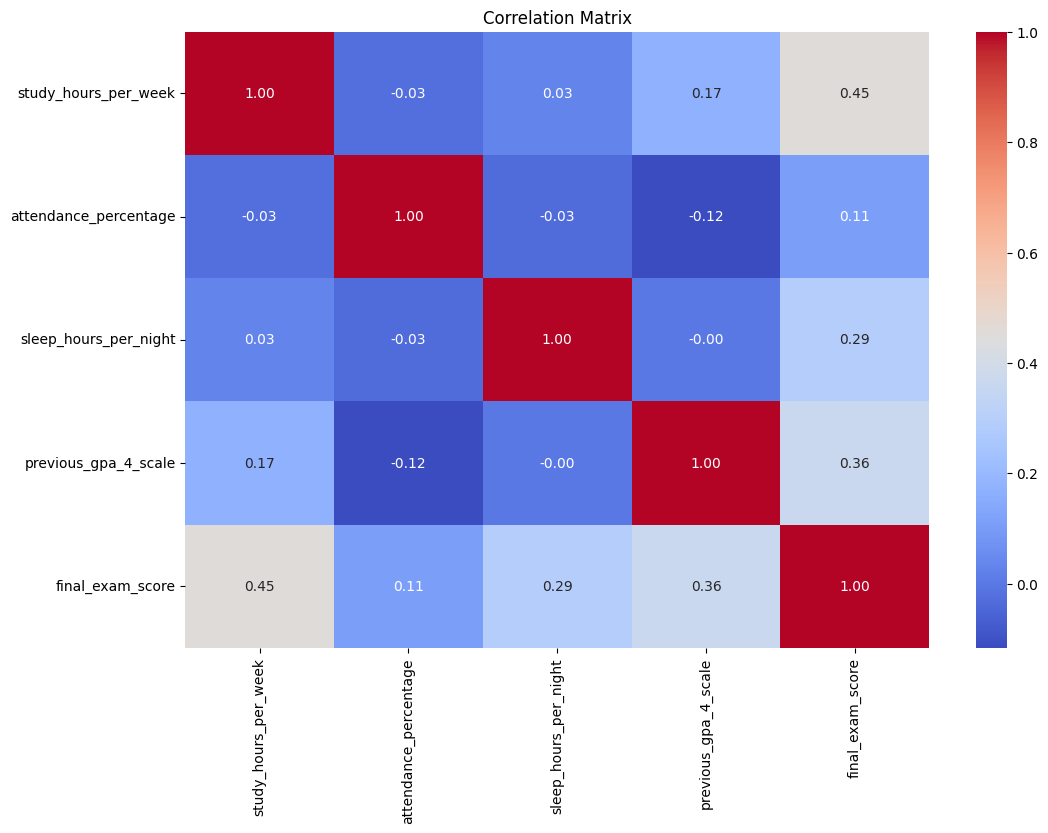 Correlation Matrix
study_hours_per_week 1.00 -0.03 0.03 0.17 0.45
attendance_percentage -0.03 1.00 -0.03 -0.12 0.11
sleep_hours_per_night 0.03 -0.03 1.00 -0.00 0.29
previous_gpa_4_scale 0.17 -0.12 -0.00 1.00 0.36
final_exam_score 0.45 0.11 0.29 0.36 1.00
study_hours_per_week
attendance_percentage
sleep_hours_per_night
previous_gpa_4_scale
final_exam_score
1.0
0.8
0.6
0.4
0.2
0.0